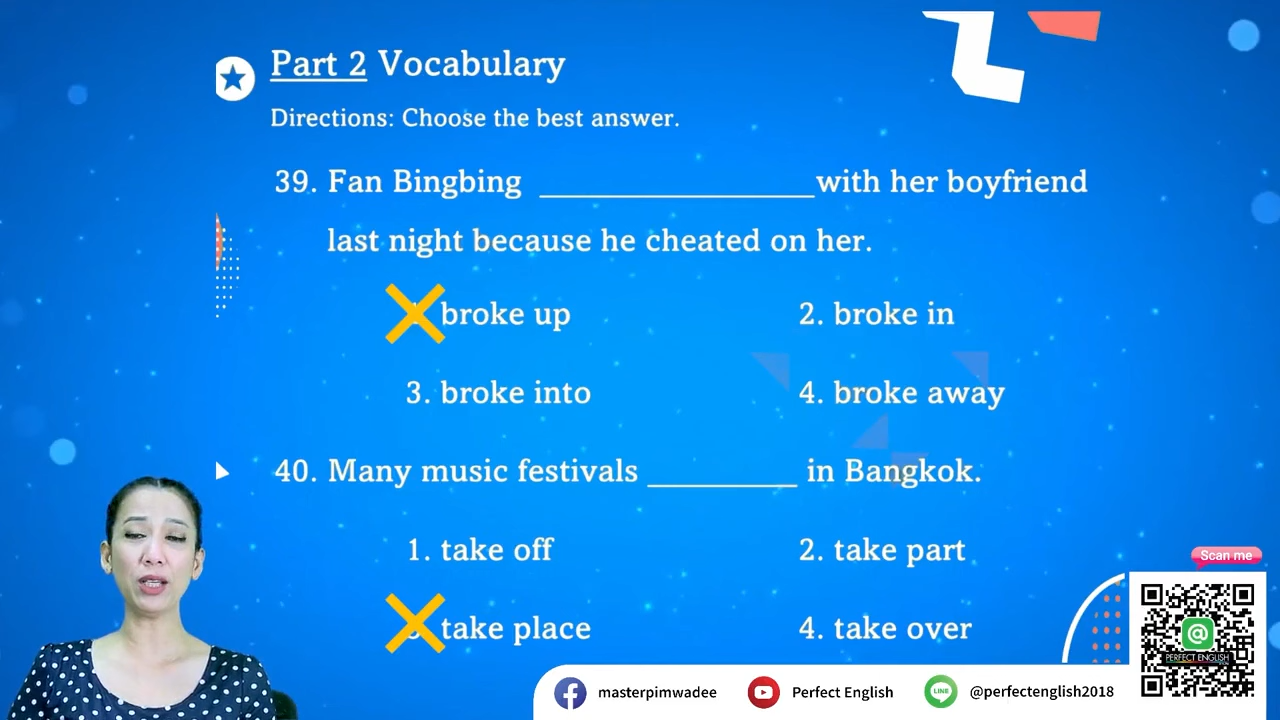 Part 2 Vocabulary
Directions: Choose the best answer.
39. Fan Bingbing ________________ with her boyfriend
last night because he cheated on her.
broke up
2. broke in
3. broke into
4. broke away
40. Many music festivals _________ in Bangkok.
1. take off
2. take part
take place
4. take over
Scan me
PERFECT ENGLISH
masterpimwadee
Perfect English
LINE
@perfectenglish2018